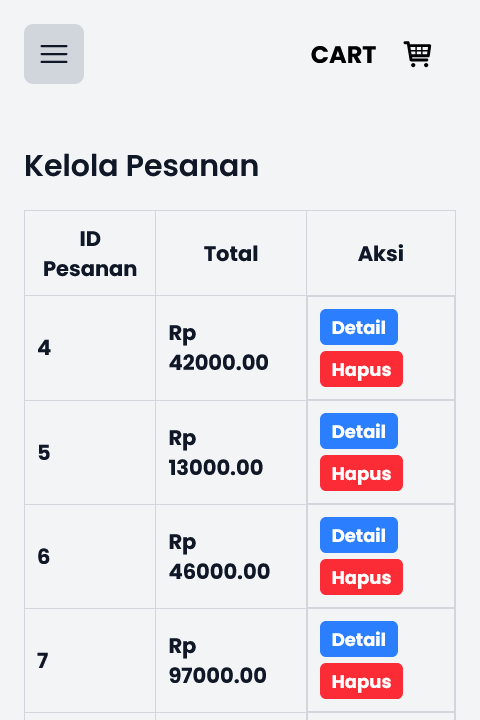 CART
Kelola Pesanan
ID
Pesanan
Total
Aksi
4
Rp
42000.00
Detail
Hapus
5
Rp
13000.00
Detail
Hapus
6
Rp
46000.00
Detail
Hapus
7
Rp
97000.00
Detail
Hapus